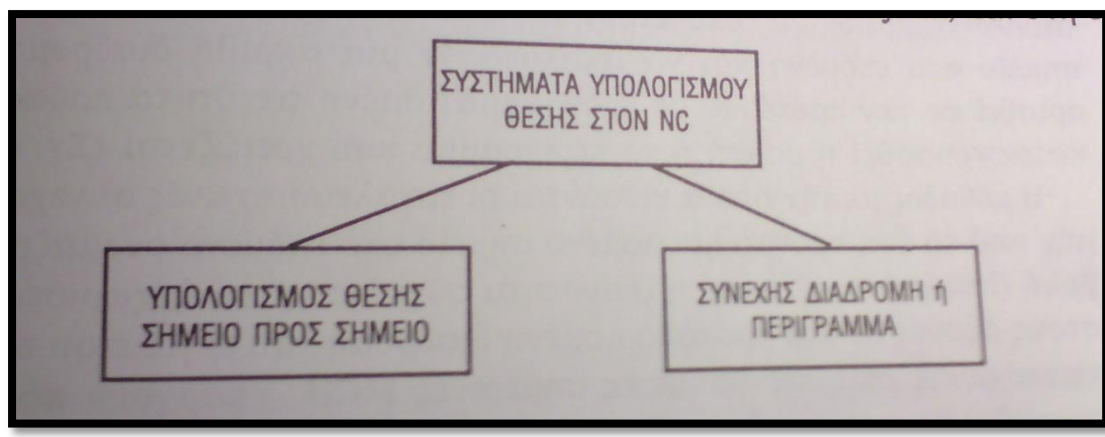 ΣΥΣΤΗΜΑΤΑ ΥΠΟΛΟΓΙΣΜΟΥ
ΘΕΣΗΣ ΣΤΟΝ NC
ΥΠΟΛΟΓΙΣΜΟΣ ΘΕΣΗΣ
ΣΗΜΕΙΟ ΠΡΟΣ ΣΗΜΕΙΟ
ΣΥΝΕΧΗΣ ΔΙΑΔΡΟΜΗ ή
ΠΕΡΙΓΡΑΜΜΑ